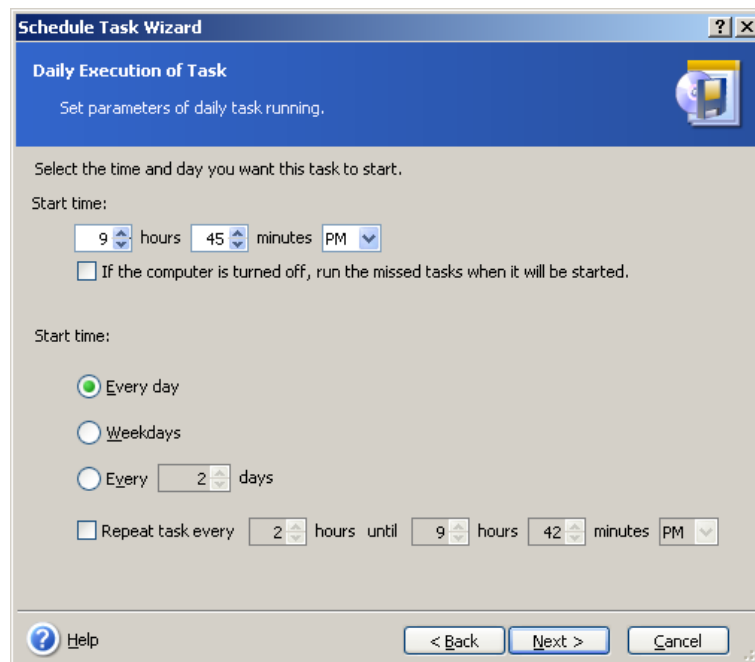 Schedule Task Wizard
Daily Execution of Task
Set parameters of daily task running.
Select the time and day you want this task to start.
Start time:
9 hours 45 minutes PM
If the computer is turned off, run the missed tasks when it will be started.
Start time:
Every day
Weekdays
Every 2 days
Repeat task every 2 hours until 9 hours 42 minutes PM
? Help < Back Next > Cancel